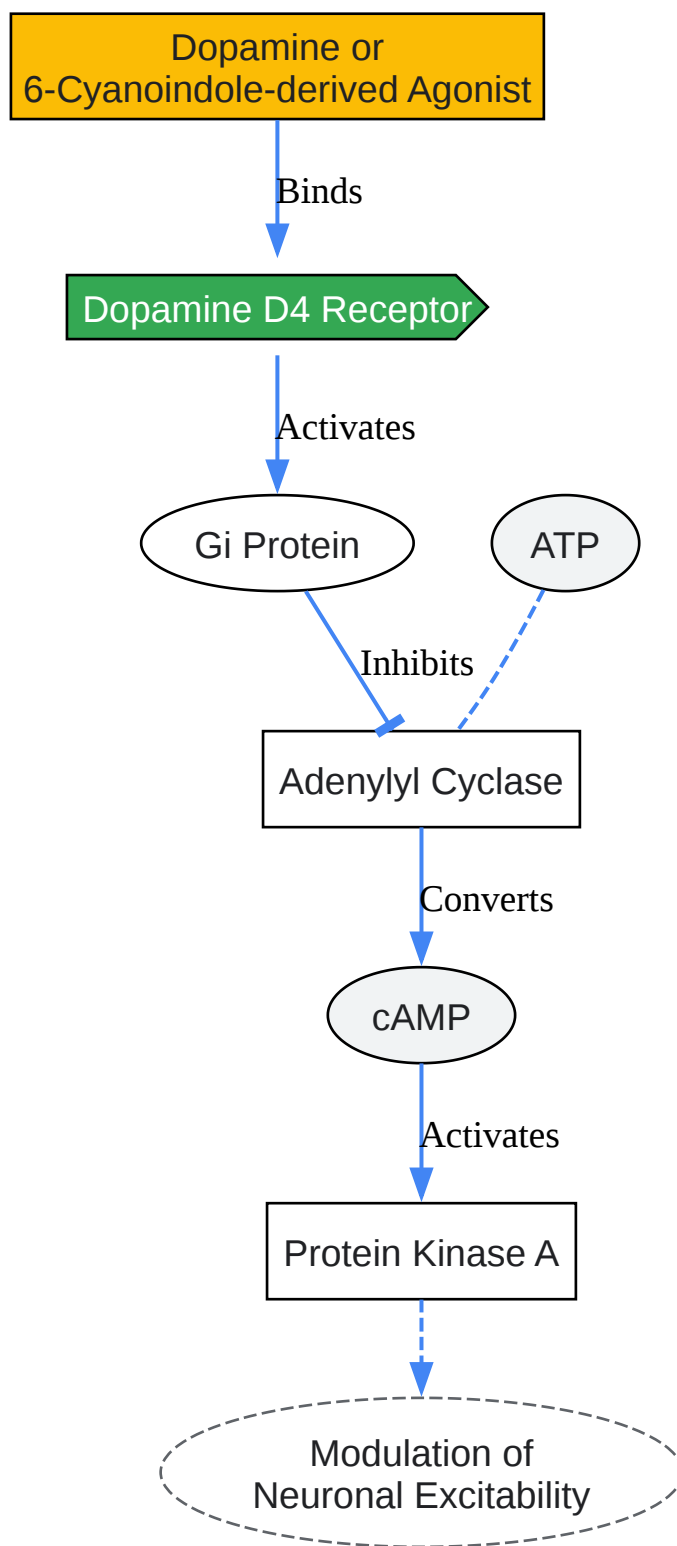 Dopamine or
6-Cyanoindole-derived Agonist
Binds
Dopamine D4 Receptor
Activates
Gi Protein
ATP
Inhibits
Adenylyl Cyclase
Converts
cAMP
Activates
Protein Kinase A
Modulation of
Neuronal Excitability